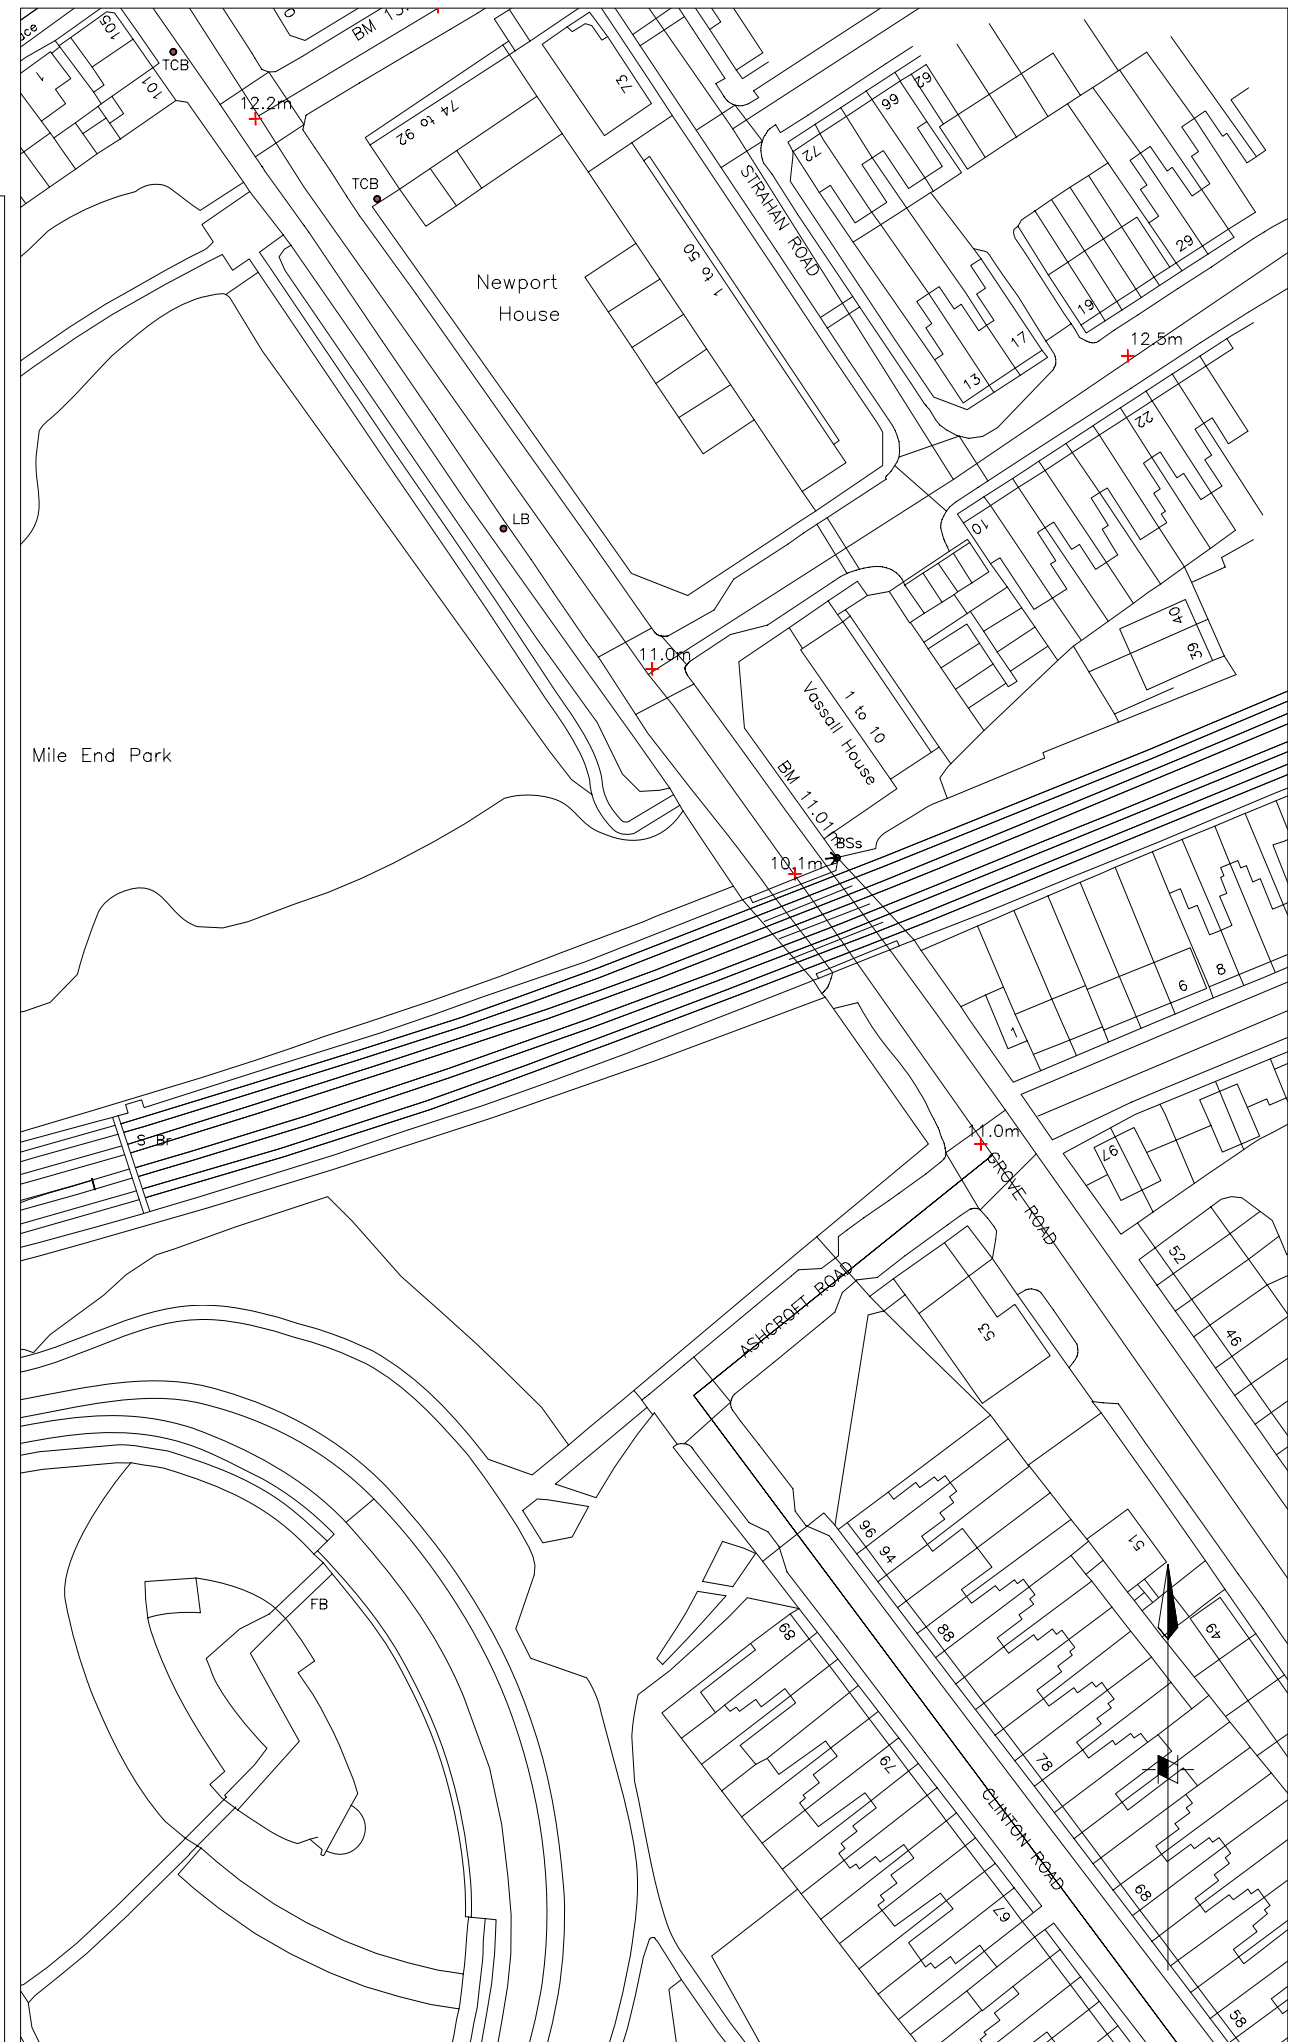 105
BM 13.
TCB
1
101
12.2m
74 to 92
73
62
66
72
TCB
STRAHAN ROAD
1 to 50
Newport
House
29
19
17
12.5m
13
22
LB
10
40
39
11.0m
1 to 10
Vassall House
Mile End Park
BM 11.01m
BSs
10.1m
8
6
1
S Br
11.0m
97
GROVE ROAD
52
ASHCROFT ROAD
53
46
96
94
51
FB
88
49
89
79
78
CLINTON ROAD
68
67
58